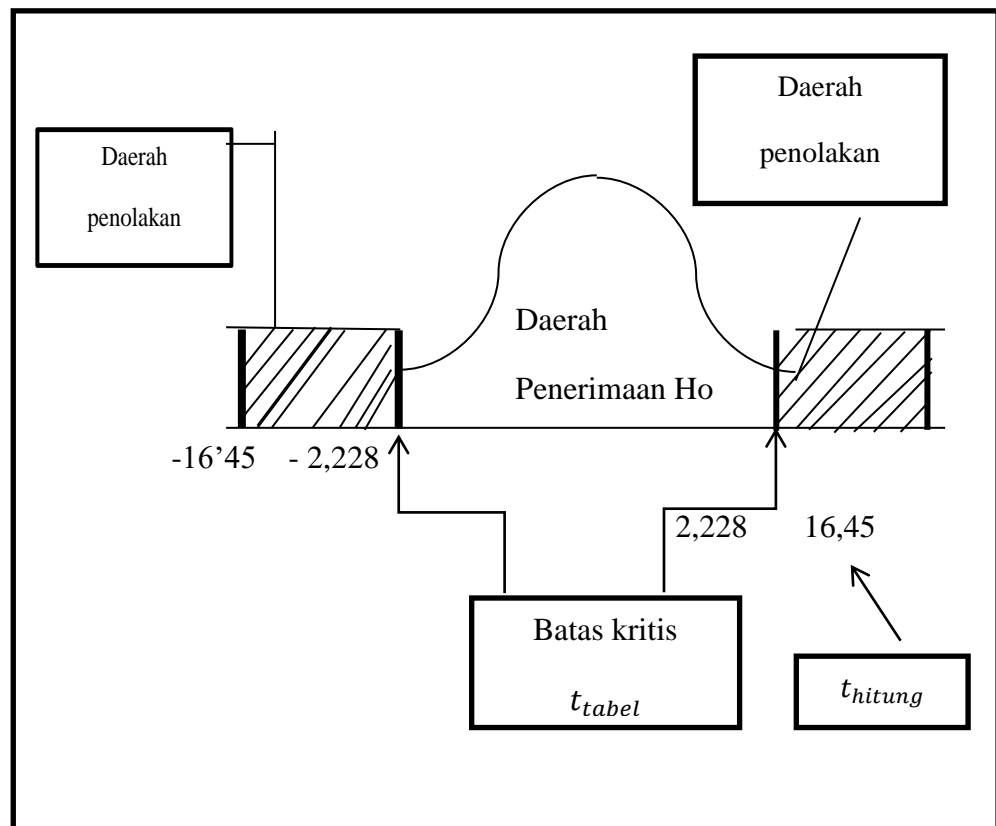 Daerah
penolakan
Daerah
penolakan
Daerah
Penerimaan Ho
-16’45 - 2,228
2,228 16,45
Batas kritis
t_tabel
t_hitung